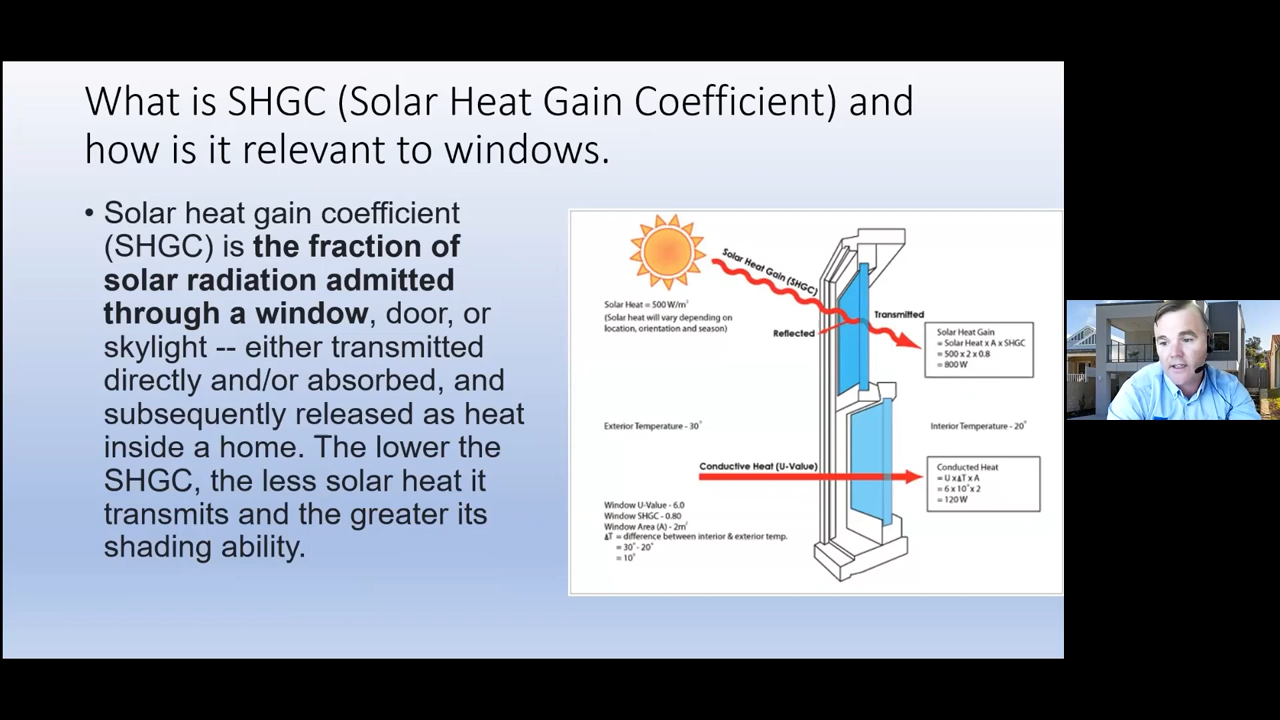 What is SHGC (Solar Heat Gain Coefficient) and
how is it relevant to windows.
• Solar heat gain coefficient
(SHGC) is the fraction of
solar radiation admitted
through a window, door, or
skylight -- either transmitted
directly and/or absorbed, and
subsequently released as heat
inside a home. The lower the
SHGC, the less solar heat it
transmits and the greater its
shading ability.
Solar Heat Gain (SHGC)
Solar Heat = 500 W/m²
(Solar heat will vary depending on
location, orientation and season)
Reflected
Transmitted
Solar Heat Gain
= Solar Heat x A x SHGC
= 500 x 2 x 0.8
= 800 W
Exterior Temperature - 30°
Interior Temperature - 20°
Conductive Heat (U-Value)
Conducted Heat
= U x ΔT x A
= 6 x 10° x 2
= 120 W
Window U-Value - 6.0
Window SHGC - 0.80
Window Area (A) - 2m²
ΔT = difference between interior & exterior temp.
= 30° - 20°
= 10°